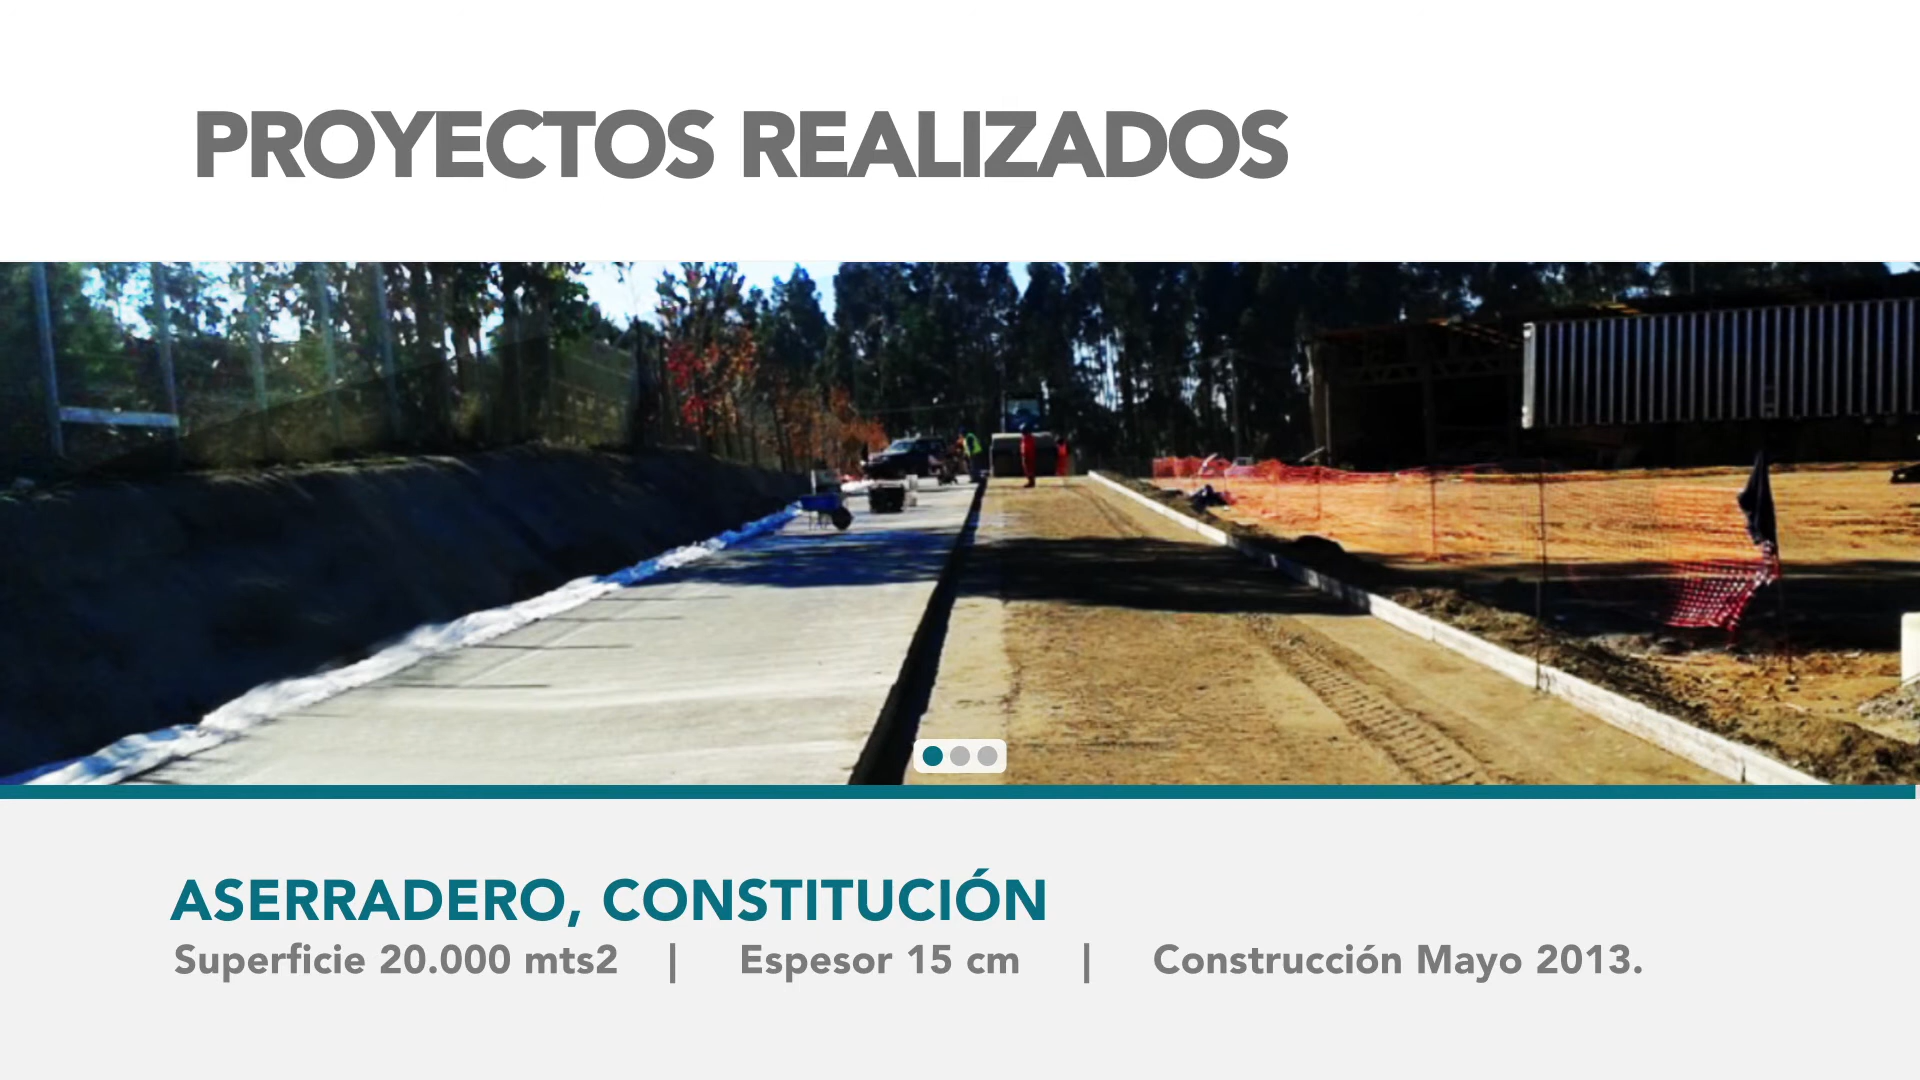 PROYECTOS REALIZADOS
ASERRADERO, CONSTITUCIÓN
Superficie 20.000 mts2 | Espesor 15 cm | Construcción Mayo 2013.